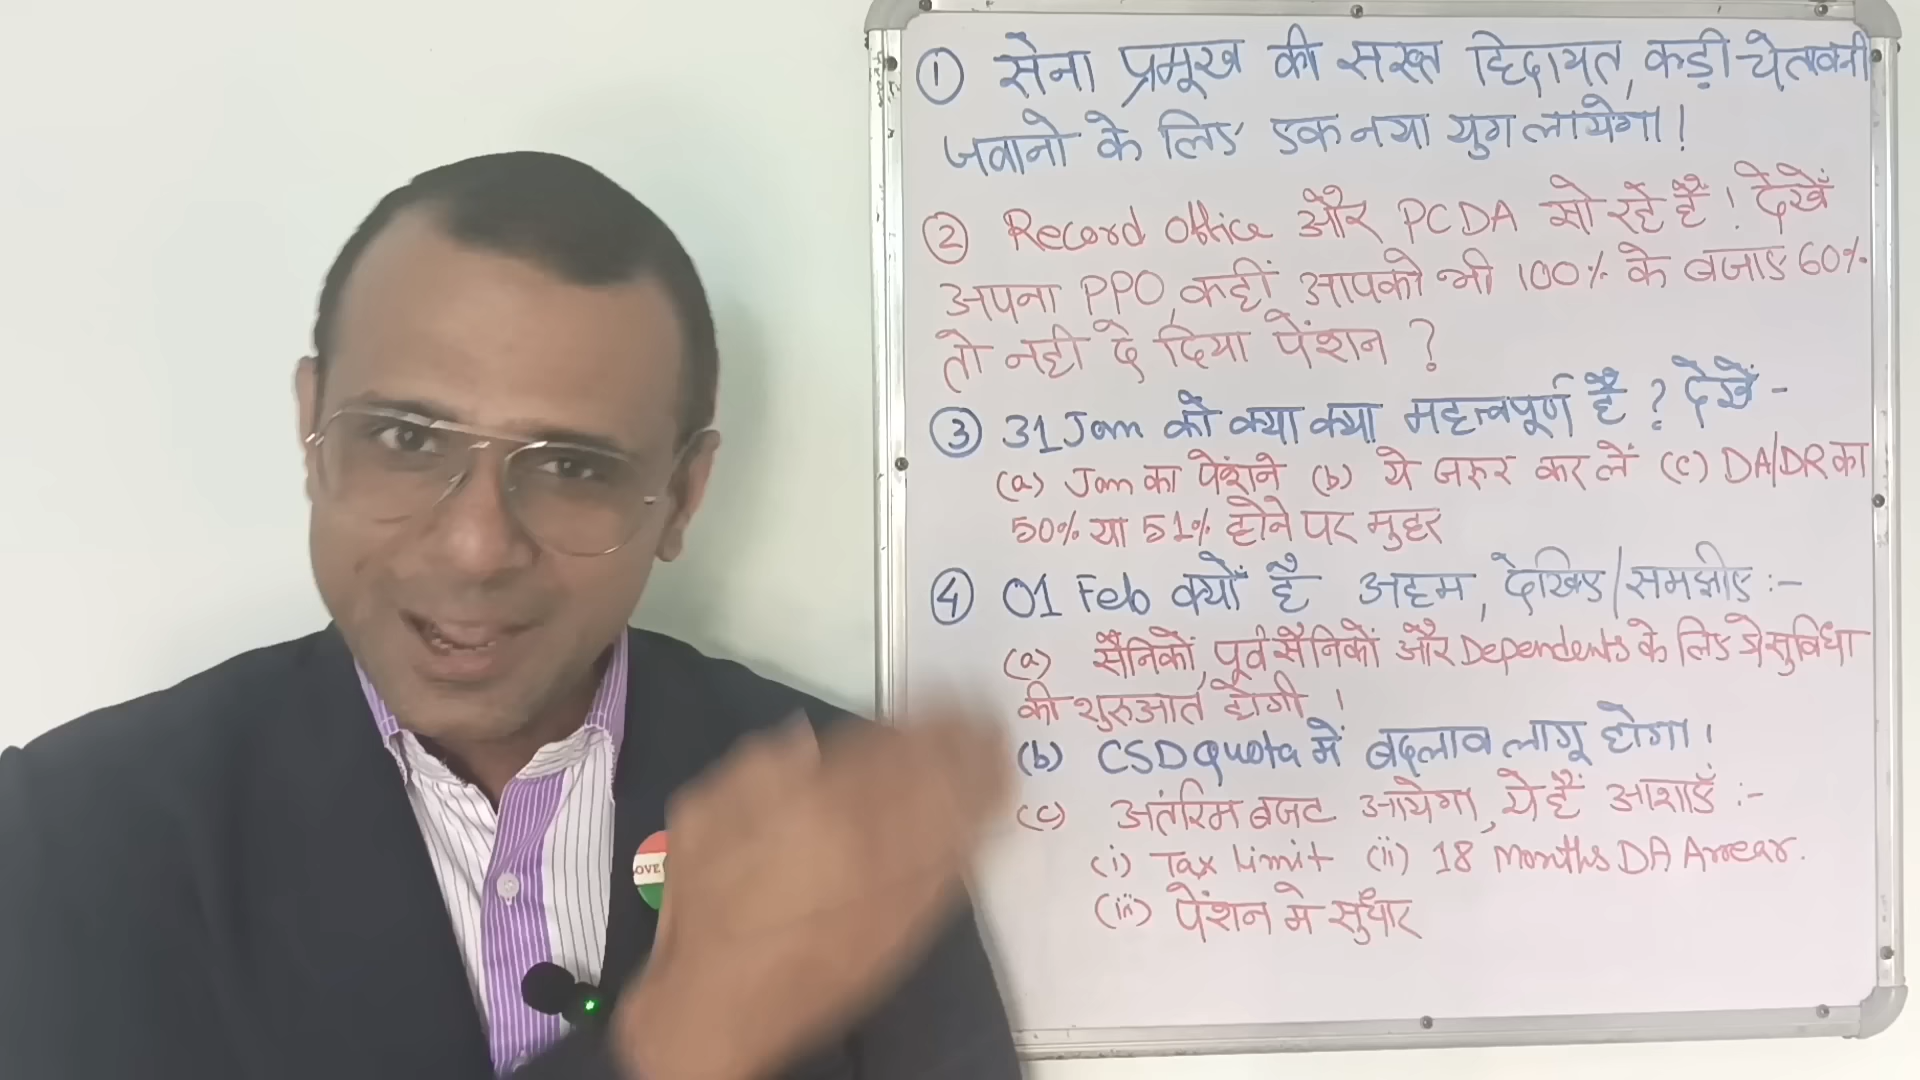 ① सेना प्रमुख की सख्त हिदायत, कड़ी चेतावनी
जवानो के लिए एक नया युग लायेगा!
② Record office और PCDA सो रहें हैं! देखें
अपना PPO, कहीं आपको भी 100% के बजाए 60%
तो नही दे दिया पेंशन ?
③ 31 Jan को क्या क्या महत्वपूर्ण है ? देखें -
(a) Jan का पेंशन (b) ये जरुर कर लें (c) DA/DR का
50% या 51% होने पर मुहर
④ 01 Feb क्यों है अहम, देखिए/समझीए :-
(a) सैनिकों, पूर्व सैनिकों और Dependents के लिए ये सुविधा
की शुरुआत होगी !
(b) CSD Quota में बदलाव लागू होगा!
(c) अंतरिम बजट आयेगा, ये हैं आशाएँ :-
(i) Tax Limit (ii) 18 Months DA Arrear.
(iii) पेंशन मे सुधार
OVE